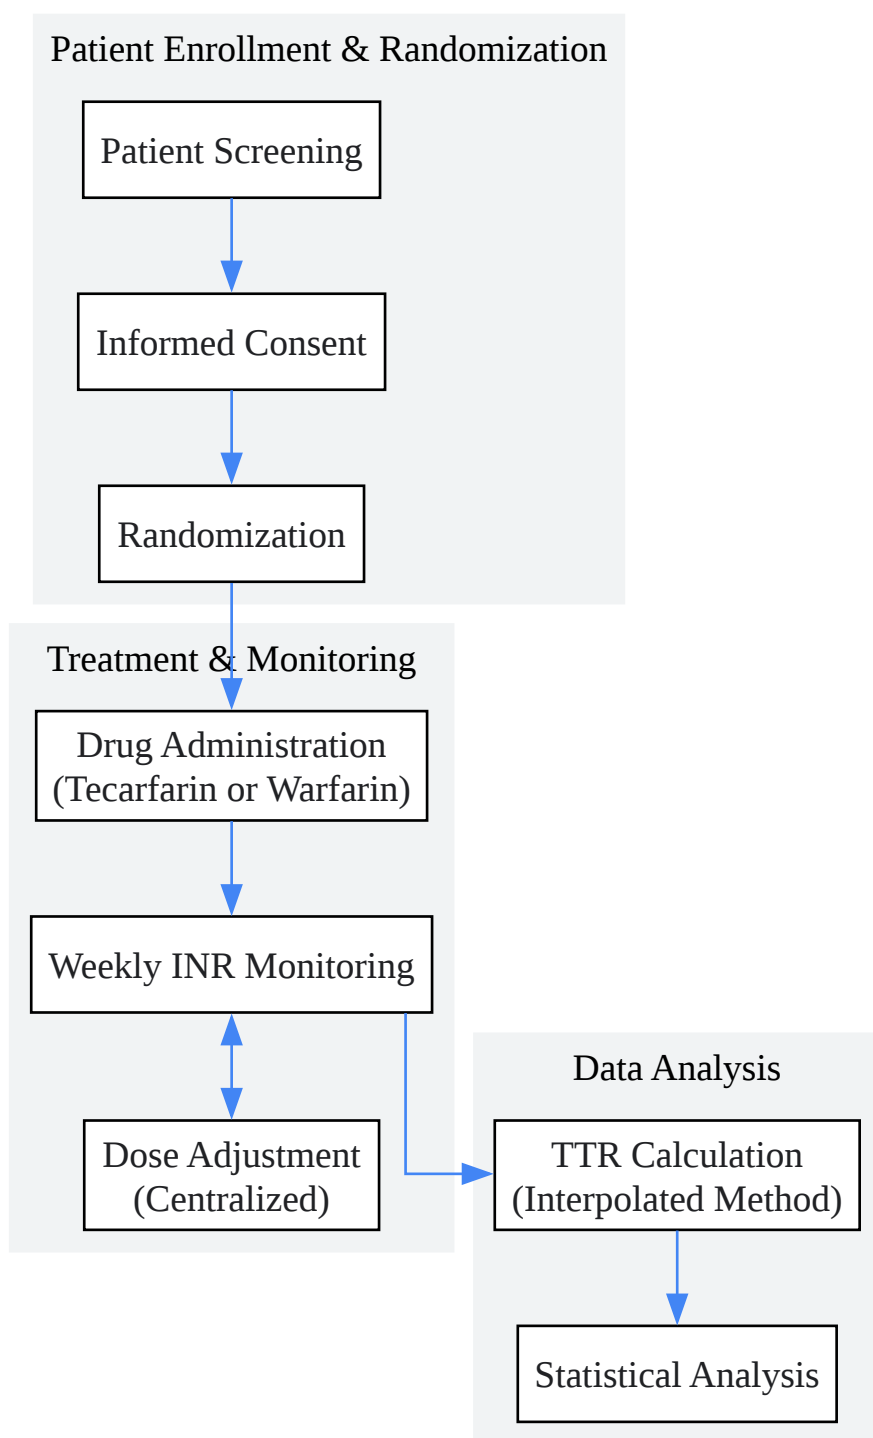 Patient Enrollment & Randomization
Patient Screening
Informed Consent
Randomization
Treatment & Monitoring
Drug Administration
(Tecarfarin or Warfarin)
Weekly INR Monitoring
Dose Adjustment
(Centralized)
Data Analysis
TTR Calculation
(Interpolated Method)
Statistical Analysis